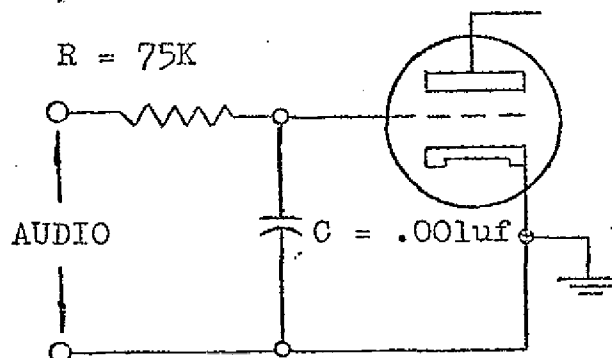 R = 75K
AUDIO
C = .001uf